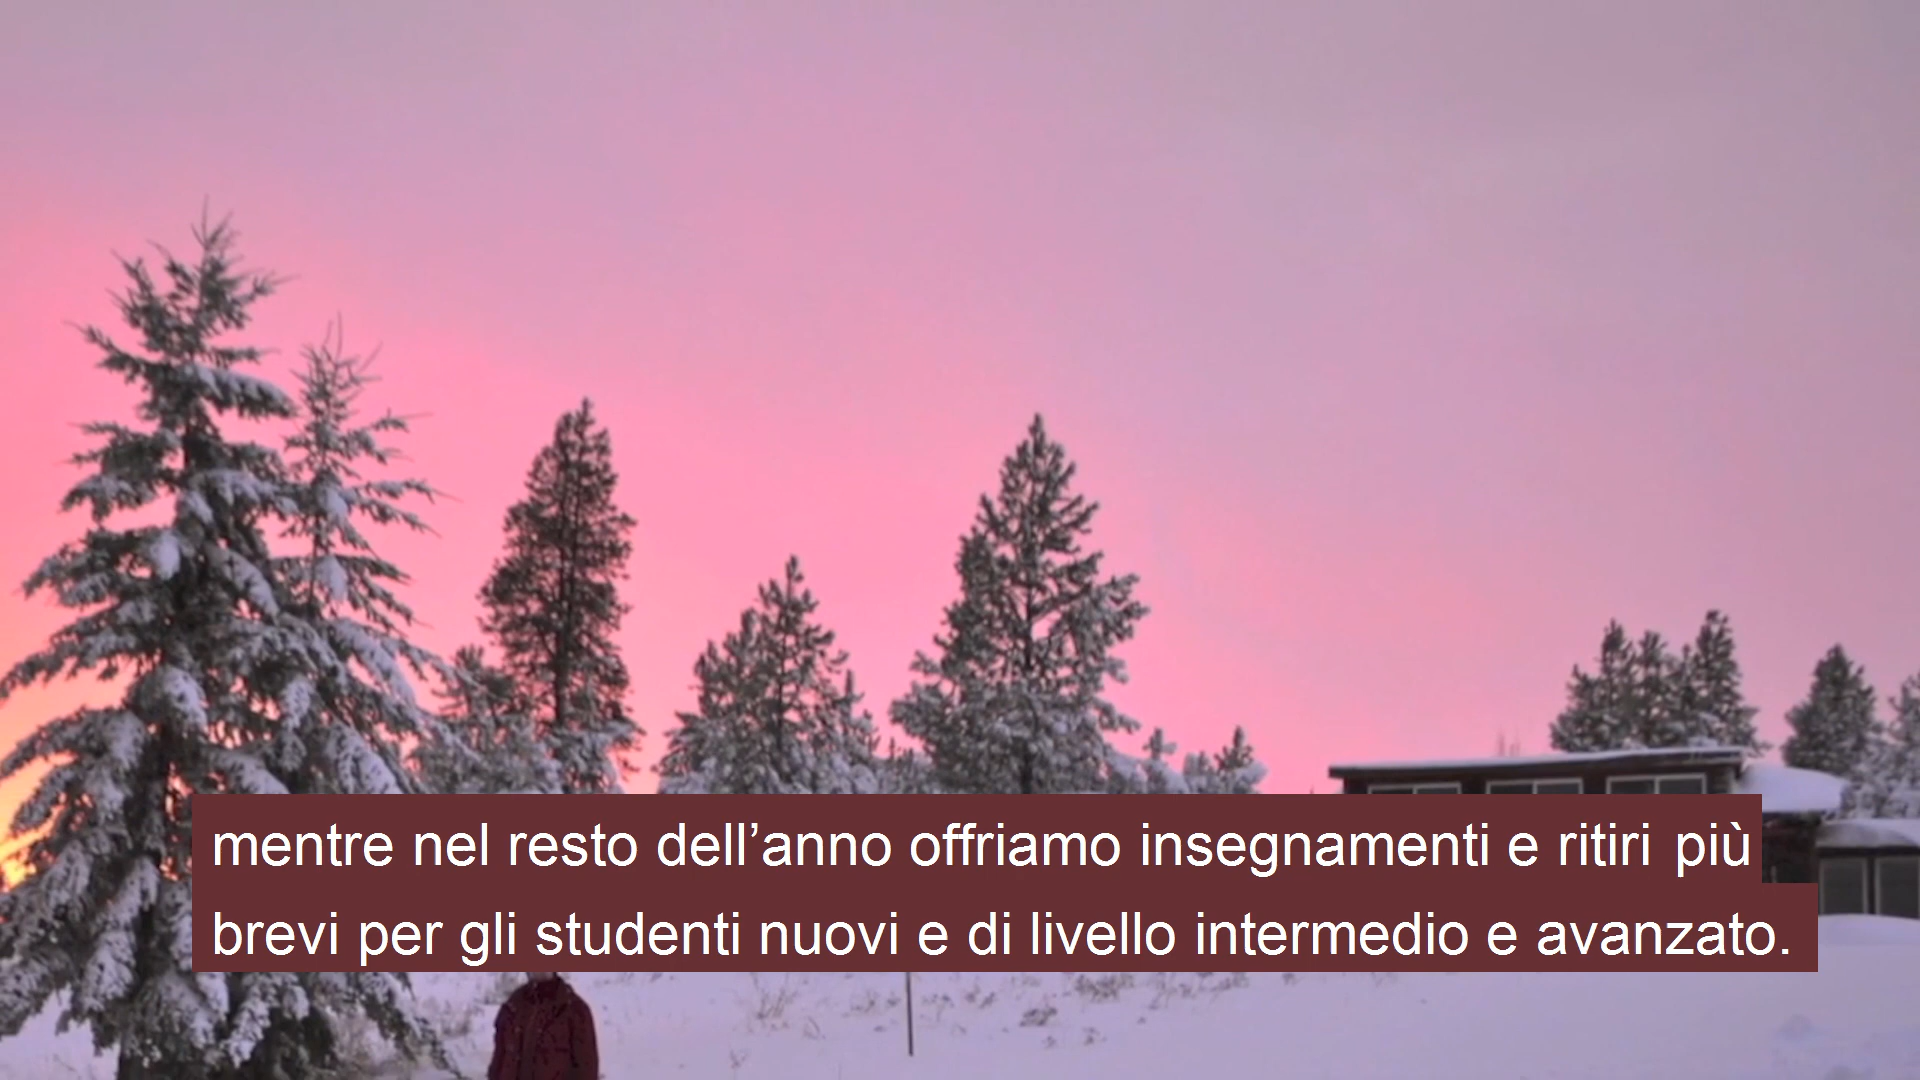 mentre nel resto dell’anno offriamo insegnamenti e ritiri più
brevi per gli studenti nuovi e di livello intermedio e avanzato.